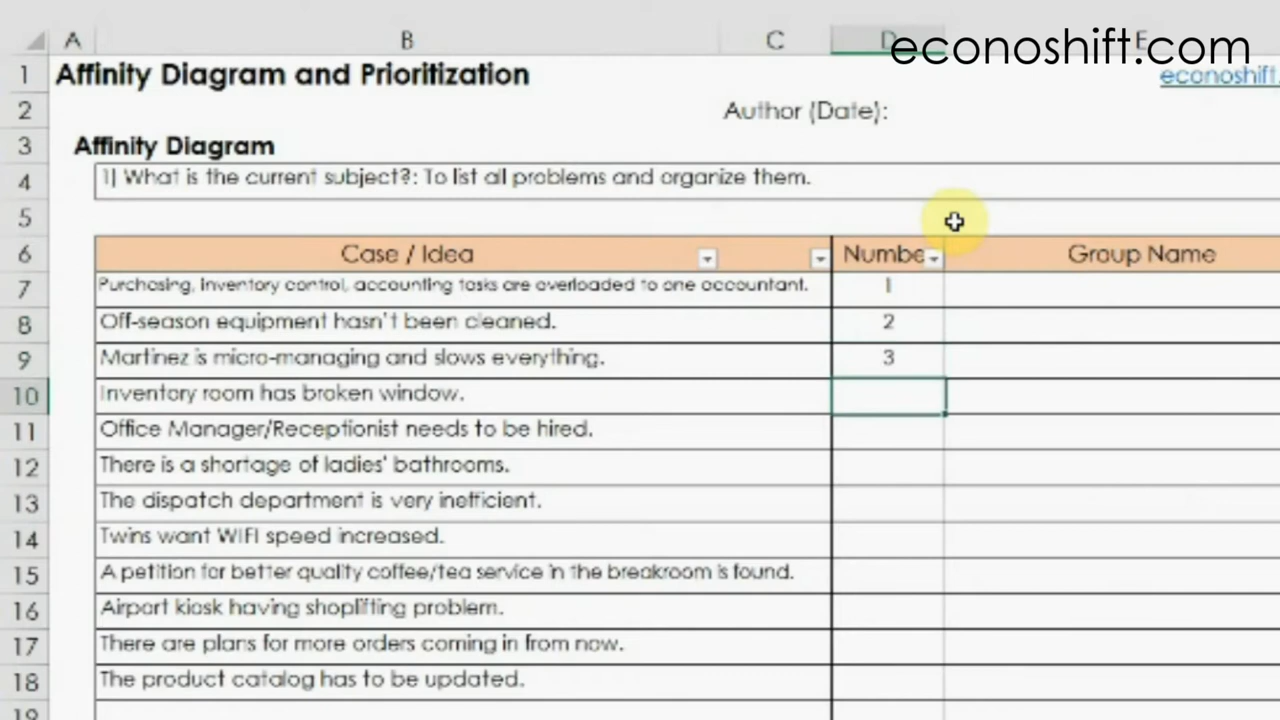 econoshift.com
A B C D E
1 Affinity Diagram and Prioritization econoshift.
2 Author (Date):
3 Affinity Diagram
4 1) What is the current subject?: To list all problems and organize them.
5
6 Case / Idea Numbe Group Name
7 Purchasing, inventory control, accounting tasks are overloaded to one accountant. 1
8 Off-season equipment hasn't been cleaned. 2
9 Martinez is micro-managing and slows everything. 3
10 Inventory room has broken window.
11 Office Manager/Receptionist needs to be hired.
12 There is a shortage of ladies' bathrooms.
13 The dispatch department is very inefficient.
14 Twins want WIFI speed increased.
15 A petition for better quality coffee/tea service in the breakroom is found.
16 Airport kiosk having shoplifting problem.
17 There are plans for more orders coming in from now.
18 The product catalog has to be updated.
19